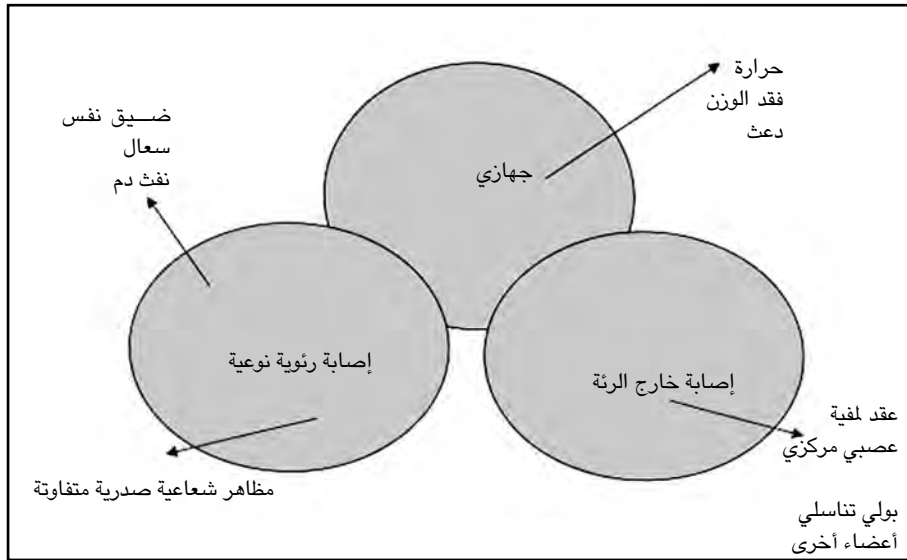 حرارة
فقد الوزن
دعث
ضيق نفس
سعال
نفث دم
جهازي
إصابة رئوية نوعية
إصابة خارج الرئة
عقد لمفية
عصبي مركزي
مظاهر شعاعية صدرية متفاوتة
بولي تناسلي
أعضاء أخرى